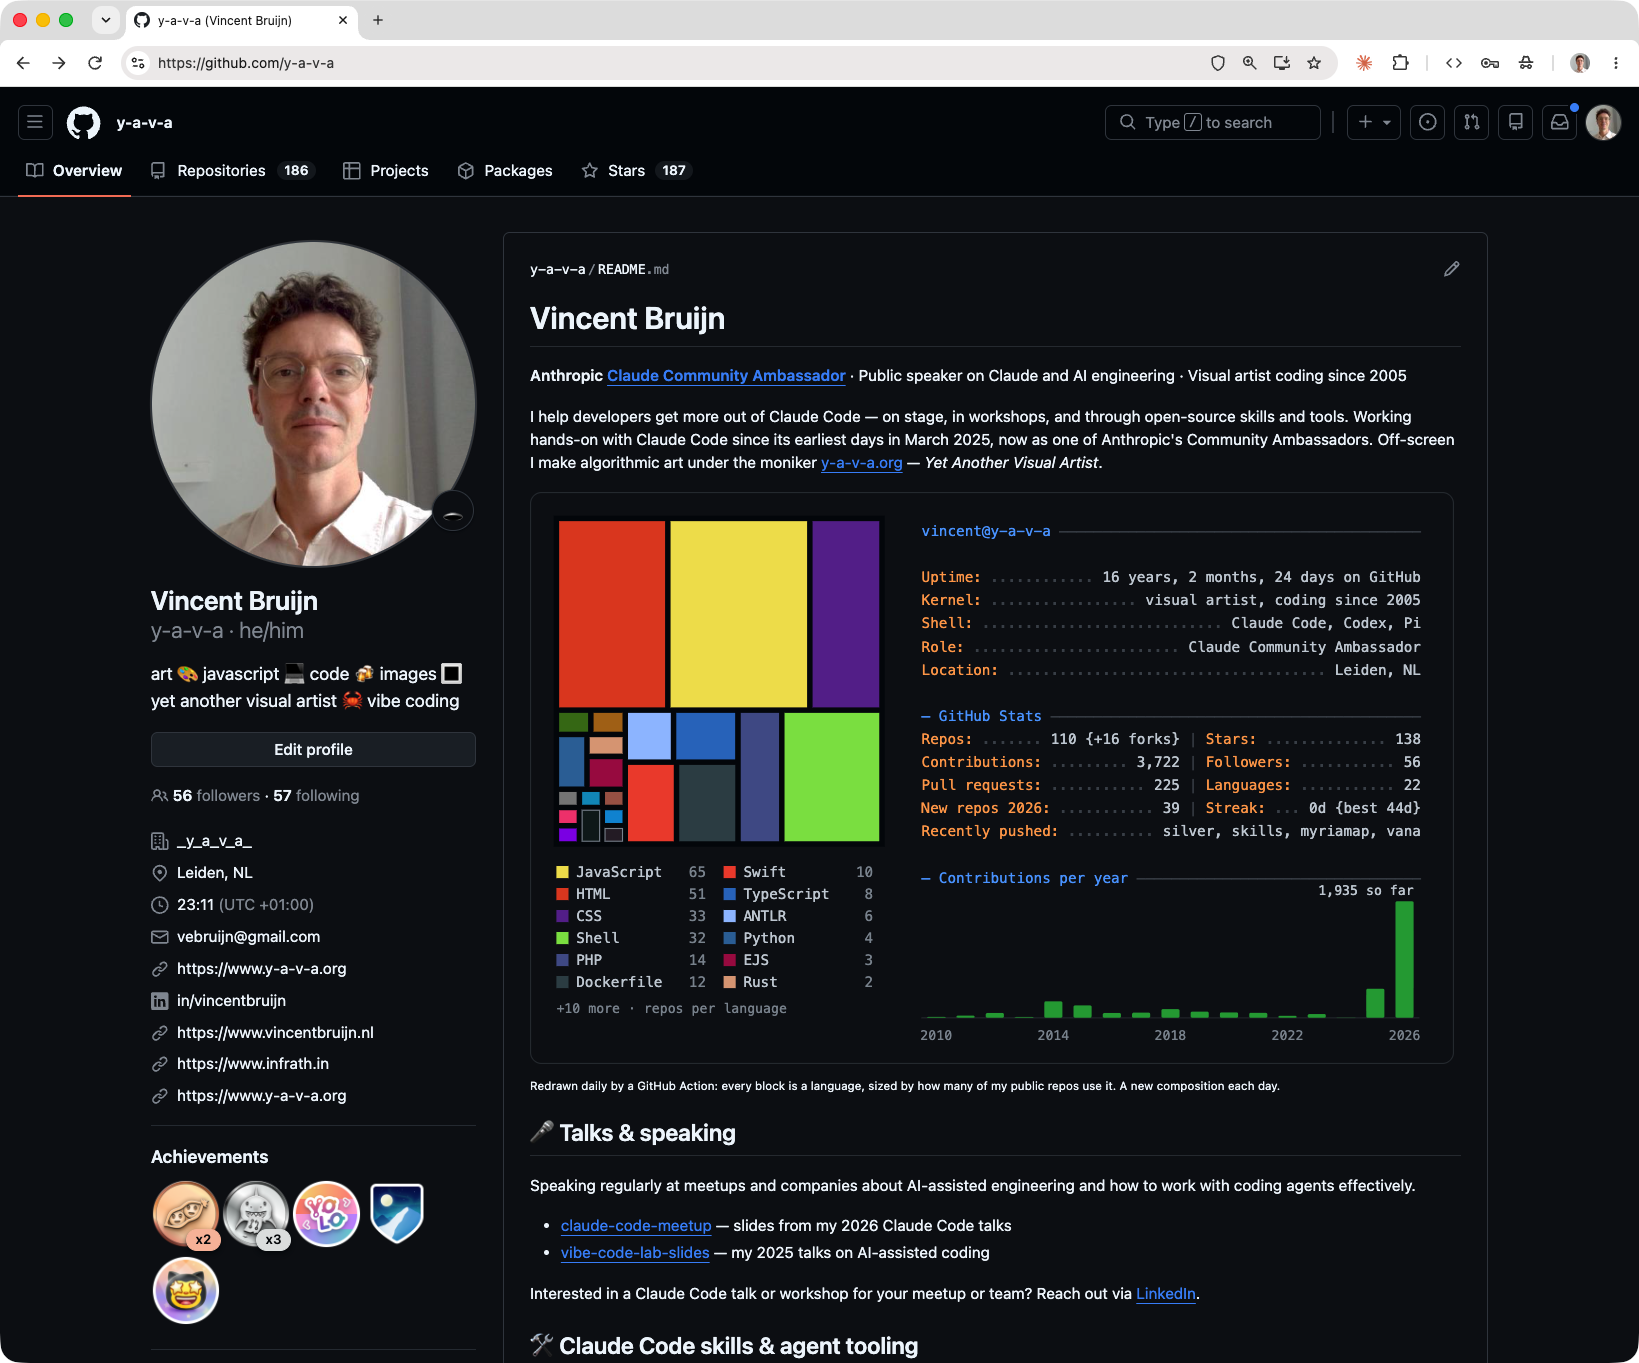 y-a-v-a (Vincent Bruijn)
https://github.com/y-a-v-a
y-a-v-a
Type / to search
Overview
Repositories 186
Projects
Packages
Stars 187
Vincent Bruijn
y-a-v-a · he/him
art 🎨 javascript 💻 code 🍻 images 🔲
yet another visual artist 🦀 vibe coding
Edit profile
56 followers · 57 following
_y_a_v_a_
Leiden, NL
23:11 (UTC +01:00)
vebruijn@gmail.com
https://www.y-a-v-a.org
in/vincentbruijn
https://www.vincentbruijn.nl
https://www.infrath.in
https://www.y-a-v-a.org
Achievements
x2
x3
YOLO
y-a-v-a/README.md
Vincent Bruijn
Anthropic Claude Community Ambassador · Public speaker on Claude and AI engineering · Visual artist coding since 2005
I help developers get more out of Claude Code — on stage, in workshops, and through open-source skills and tools. Working
hands-on with Claude Code since its earliest days in March 2025, now as one of Anthropic's Community Ambassadors. Off-screen
I make algorithmic art under the moniker y-a-v-a.org — Yet Another Visual Artist.
JavaScript 65 Swift 10
HTML 51 TypeScript 8
CSS 33 ANTLR 6
Shell 32 Python 4
PHP 14 EJS 3
Dockerfile 12 Rust 2
+10 more · repos per language
vincent@y-a-v-a
Uptime: ............ 16 years, 2 months, 24 days on GitHub
Kernel: ................. visual artist, coding since 2005
Shell: ............................ Claude Code, Codex, Pi
Role: ........................ Claude Community Ambassador
Location: ..................................... Leiden, NL
— GitHub Stats
Repos: ....... 110 {+16 forks} | Stars: .............. 138
Contributions: ......... 3,722 | Followers: ........... 56
Pull requests: ........... 225 | Languages: ........... 22
New repos 2026: ........... 39 | Streak: ... 0d {best 44d}
Recently pushed: .......... silver, skills, myriamap, vana
— Contributions per year
1,935 so far
2010 2014 2018 2022 2026
Redrawn daily by a GitHub Action: every block is a language, sized by how many of my public repos use it. A new composition each day.
🎤 Talks & speaking
Speaking regularly at meetups and companies about AI-assisted engineering and how to work with coding agents effectively.
• claude-code-meetup — slides from my 2026 Claude Code talks
• vibe-code-lab-slides — my 2025 talks on AI-assisted coding
Interested in a Claude Code talk or workshop for your meetup or team? Reach out via LinkedIn.
🛠️ Claude Code skills & agent tooling